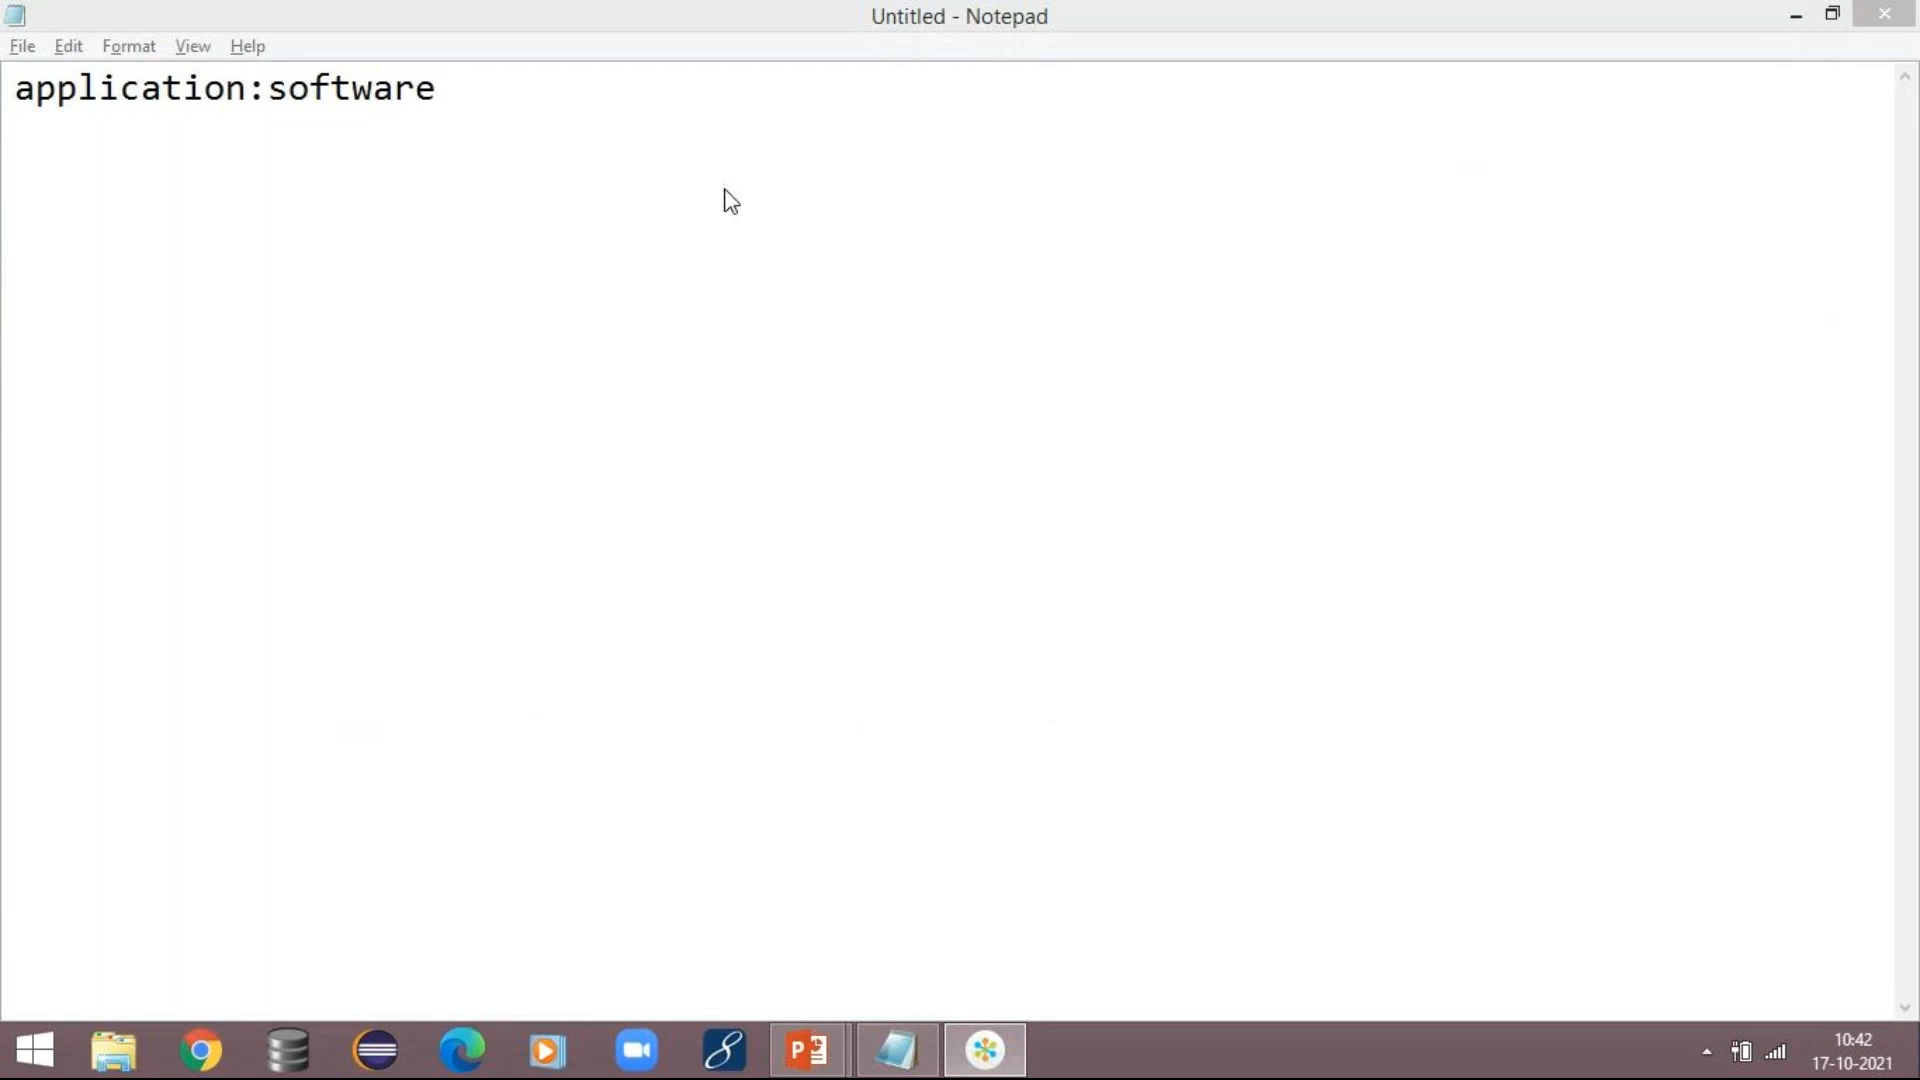 Untitled - Notepad
File Edit Format View Help
application:software
10:42
17-10-2021